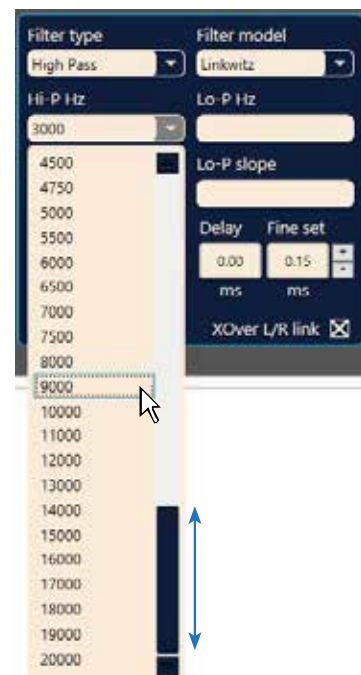 Filter type Filter model
High Pass Linkwitz
Hi-P Hz Lo-P Hz
3000
4500
Lo-P slope
4750
5000
Delay Fine set
5500
6000 0.00 0.15
6500 ms ms
7000
7500 XOver L/R link
8000
9000
10000
11000
12000
13000
14000
15000
16000
17000
18000
19000
20000